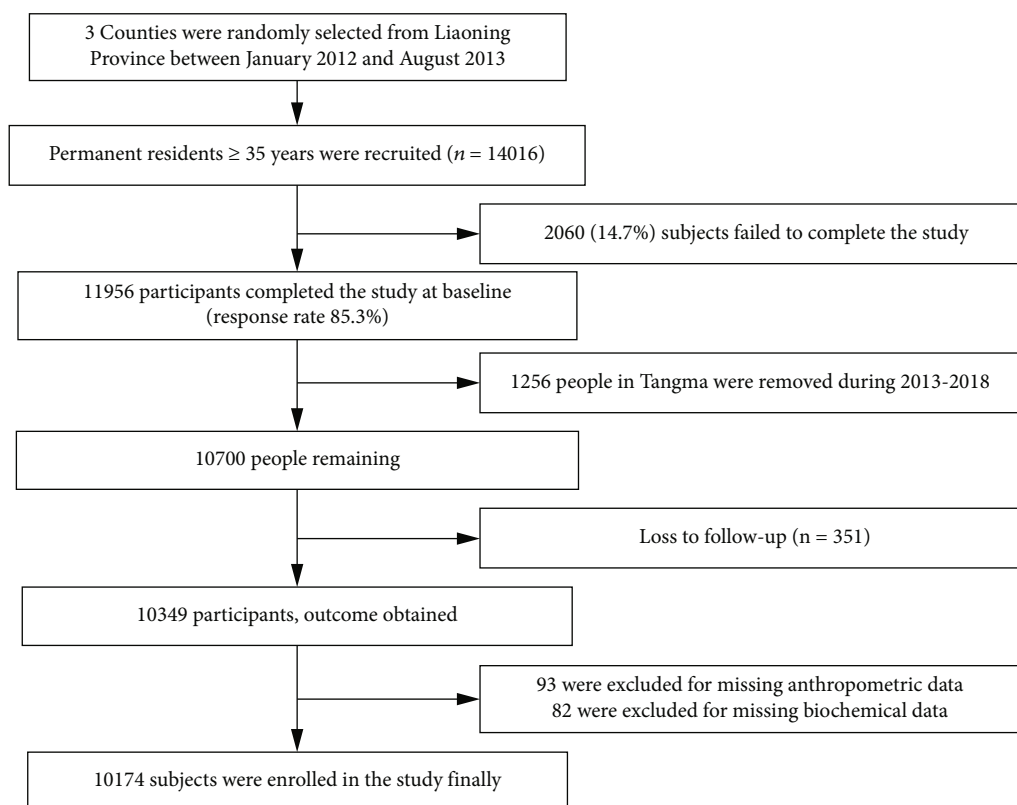 3 Counties were randomly selected from Liaoning
Province between January 2012 and August 2013
Permanent residents ≥ 35 years were recruited (n = 14016)
2060 (14.7%) subjects failed to complete the study
11956 participants completed the study at baseline
(response rate 85.3%)
1256 people in Tangma were removed during 2013-2018
10700 people remaining
Loss to follow-up (n = 351)
10349 participants, outcome obtained
93 were excluded for missing anthropometric data
82 were excluded for missing biochemical data
10174 subjects were enrolled in the study finally